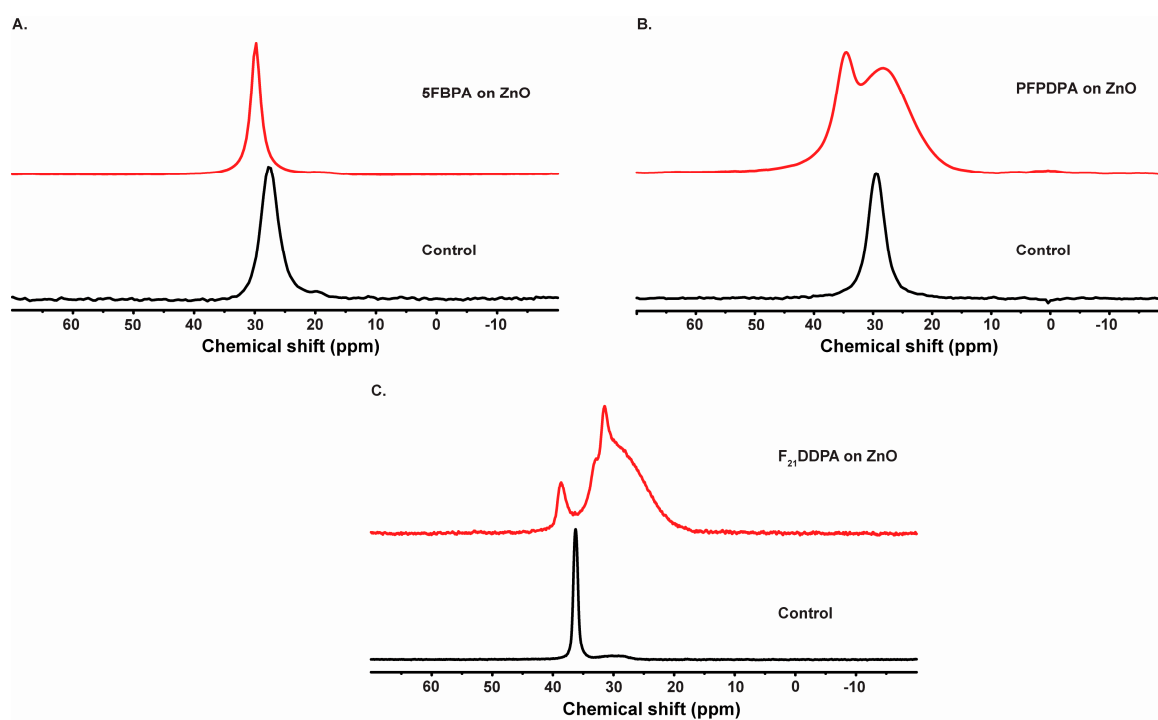 A.
5FBPA on ZnO
Control
60 50 40 30 20 10 0 -10
Chemical shift (ppm)
B.
PFPDPA on ZnO
Control
60 50 40 30 20 10 0 -10
Chemical shift (ppm)
C.
F₂₁DDPA on ZnO
Control
60 50 40 30 20 10 0 -10
Chemical shift (ppm)